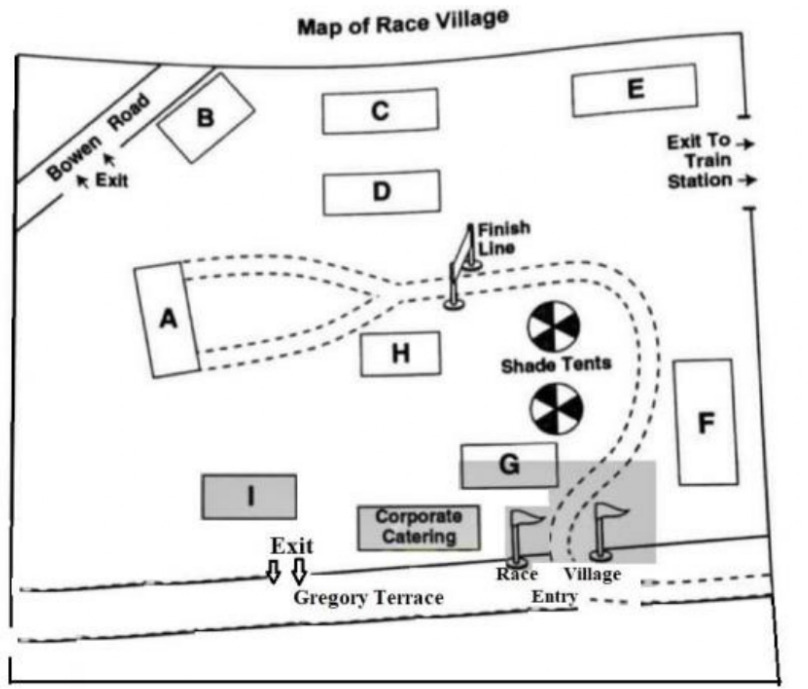 Map of Race Village
B
C
E
Bowen Road
Exit
Exit To
Train
Station
D
Finish
Line
A
H
Shade Tents
F
G
I
Corporate
Catering
Exit
Race Village
Gregory Terrace
Entry